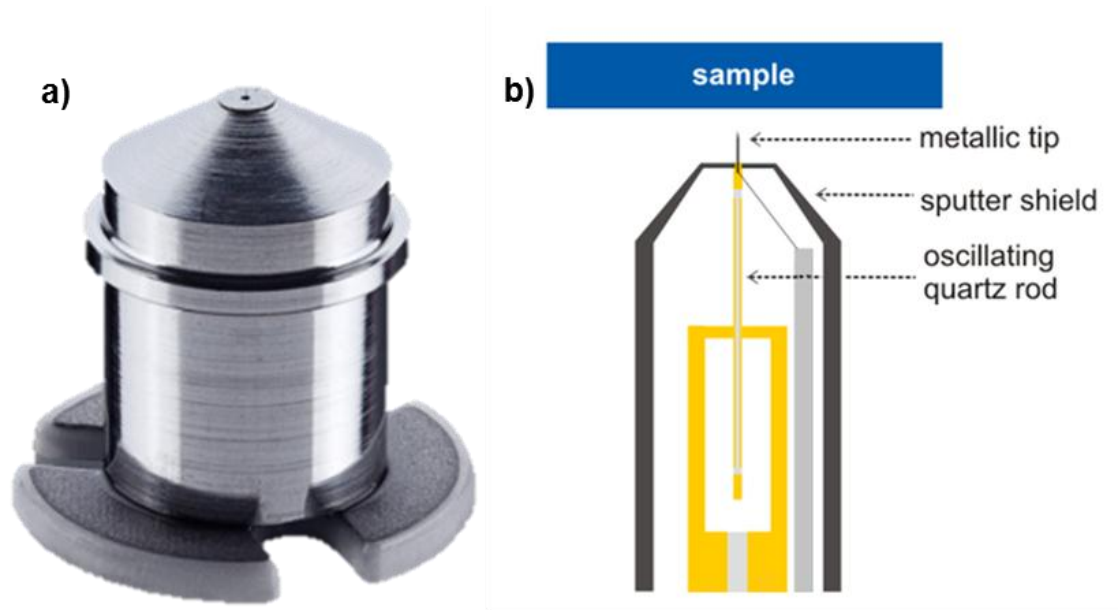 a)
b)
sample
metallic tip
sputter shield
oscillating
quartz rod